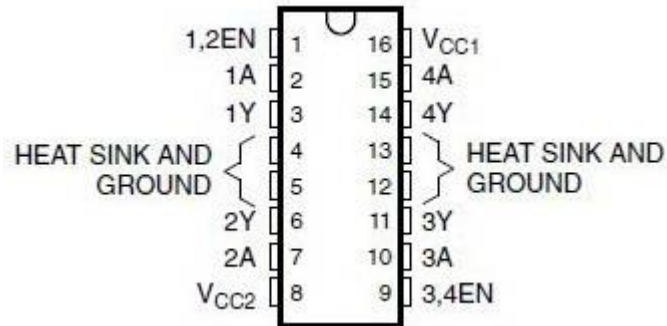 1,2EN 1 16 VCC1
1A 2 15 4A
1Y 3 14 4Y
HEAT SINK AND 4 13 HEAT SINK AND
GROUND 5 12 GROUND
2Y 6 11 3Y
2A 7 10 3A
VCC2 8 9 3,4EN